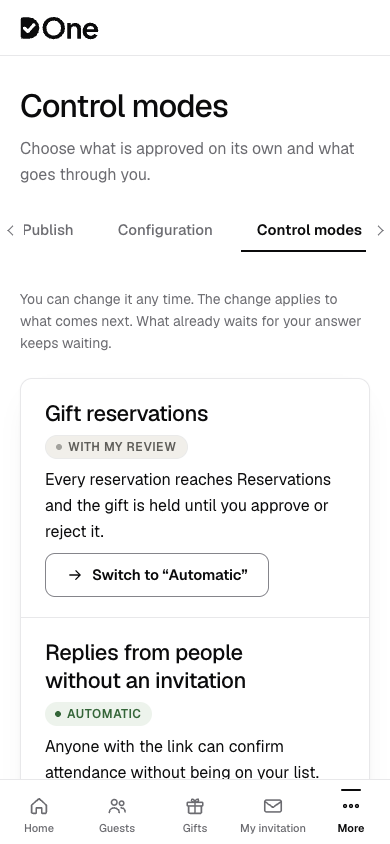 One
Control modes
Choose what is approved on its own and what
goes through you.
Publish
Configuration
Control modes
You can change it any time. The change applies to
what comes next. What already waits for your answer
keeps waiting.
Gift reservations
WITH MY REVIEW
Every reservation reaches Reservations
and the gift is held until you approve or
reject it.
→ Switch to “Automatic”
Replies from people
without an invitation
AUTOMATIC
Anyone with the link can confirm
attendance without being on your list.
Home
Guests
Gifts
My invitation
More